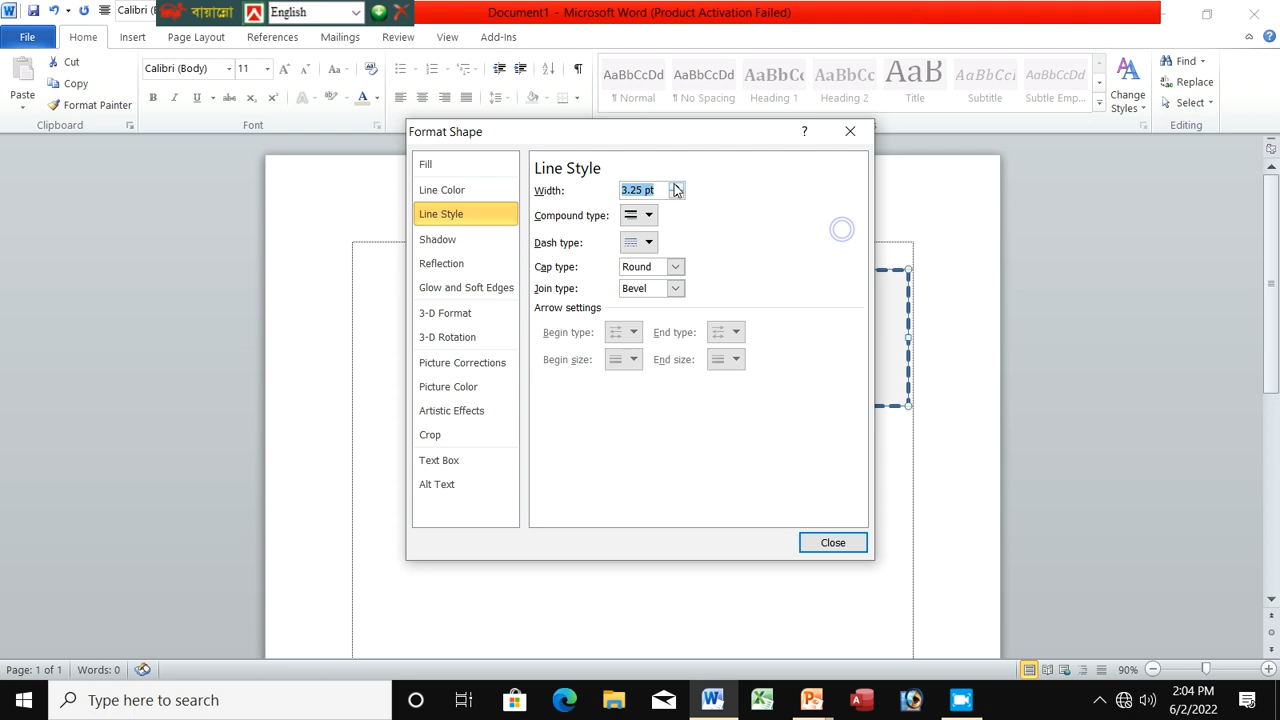 Calibri (
বায়ান্নো
English
Document1 - Microsoft Word (Product Activation Failed)
File
Home
Insert
Page Layout
References
Mailings
Review
View
Add-Ins
Paste
Cut
Copy
Format Painter
Clipboard
Calibri (Body)
11
Font
AaBbCcDd
¶ Normal
AaBbCcDd
¶ No Spacing
AaBbCc
Heading 1
AaBbCc
Heading 2
AaB
Title
AaBbCcDd
Subtitle
AaBbCcDd
Subtle Emp...
Change
Styles
Find
Replace
Select
Editing
Format Shape
Fill
Line Color
Line Style
Shadow
Reflection
Glow and Soft Edges
3-D Format
3-D Rotation
Picture Corrections
Picture Color
Artistic Effects
Crop
Text Box
Alt Text
Line Style
Width: 3.25 pt
Compound type:
Dash type:
Cap type: Round
Join type: Bevel
Arrow settings
Begin type: End type:
Begin size: End size:
Close
Page: 1 of 1 Words: 0
90%
Type here to search
2:04 PM
6/2/2022